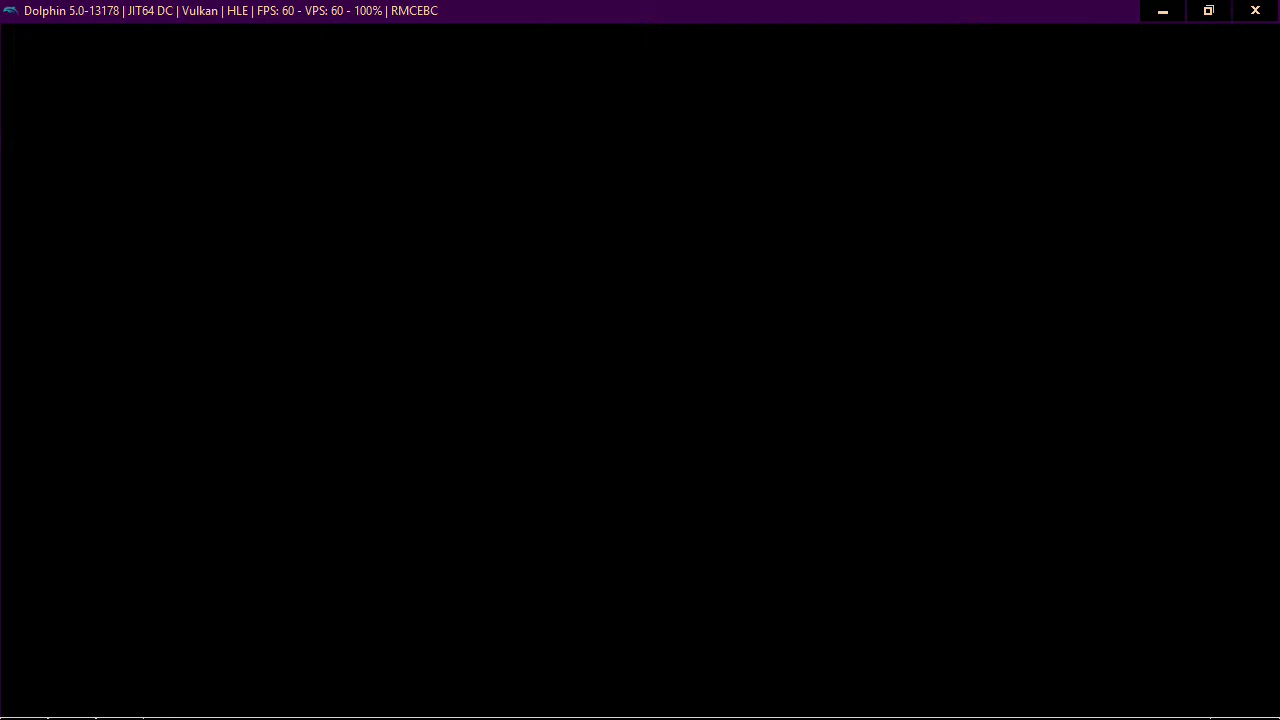 Dolphin 5.0-13178 | JIT64 DC | Vulkan | HLE | FPS: 60 - VPS: 60 - 100% | RMCEBC